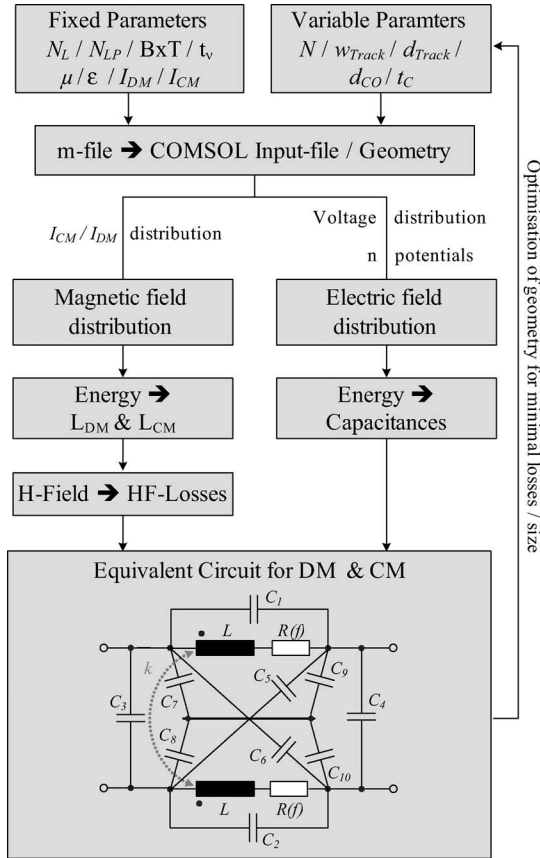 Fixed Parameters
N_L / N_LP / BxT / t_v
μ / ε / I_DM / I_CM
Variable Paramters
N / w_Track / d_Track /
d_CO / t_C
m-file ➔ COMSOL Input-file / Geometry
I_CM / I_DM distribution
Voltage distribution
n potentials
Magnetic field
distribution
Electric field
distribution
Energy ➔
L_DM & L_CM
Energy ➔
Capacitances
H-Field ➔ HF-Losses
Optimisation of geometry for minimal losses / size
Equivalent Circuit for DM & CM
C_1
L
R(f)
k
C_3
C_7
C_5
C_9
C_4
C_8
C_6
C_10
L
R(f)
C_2